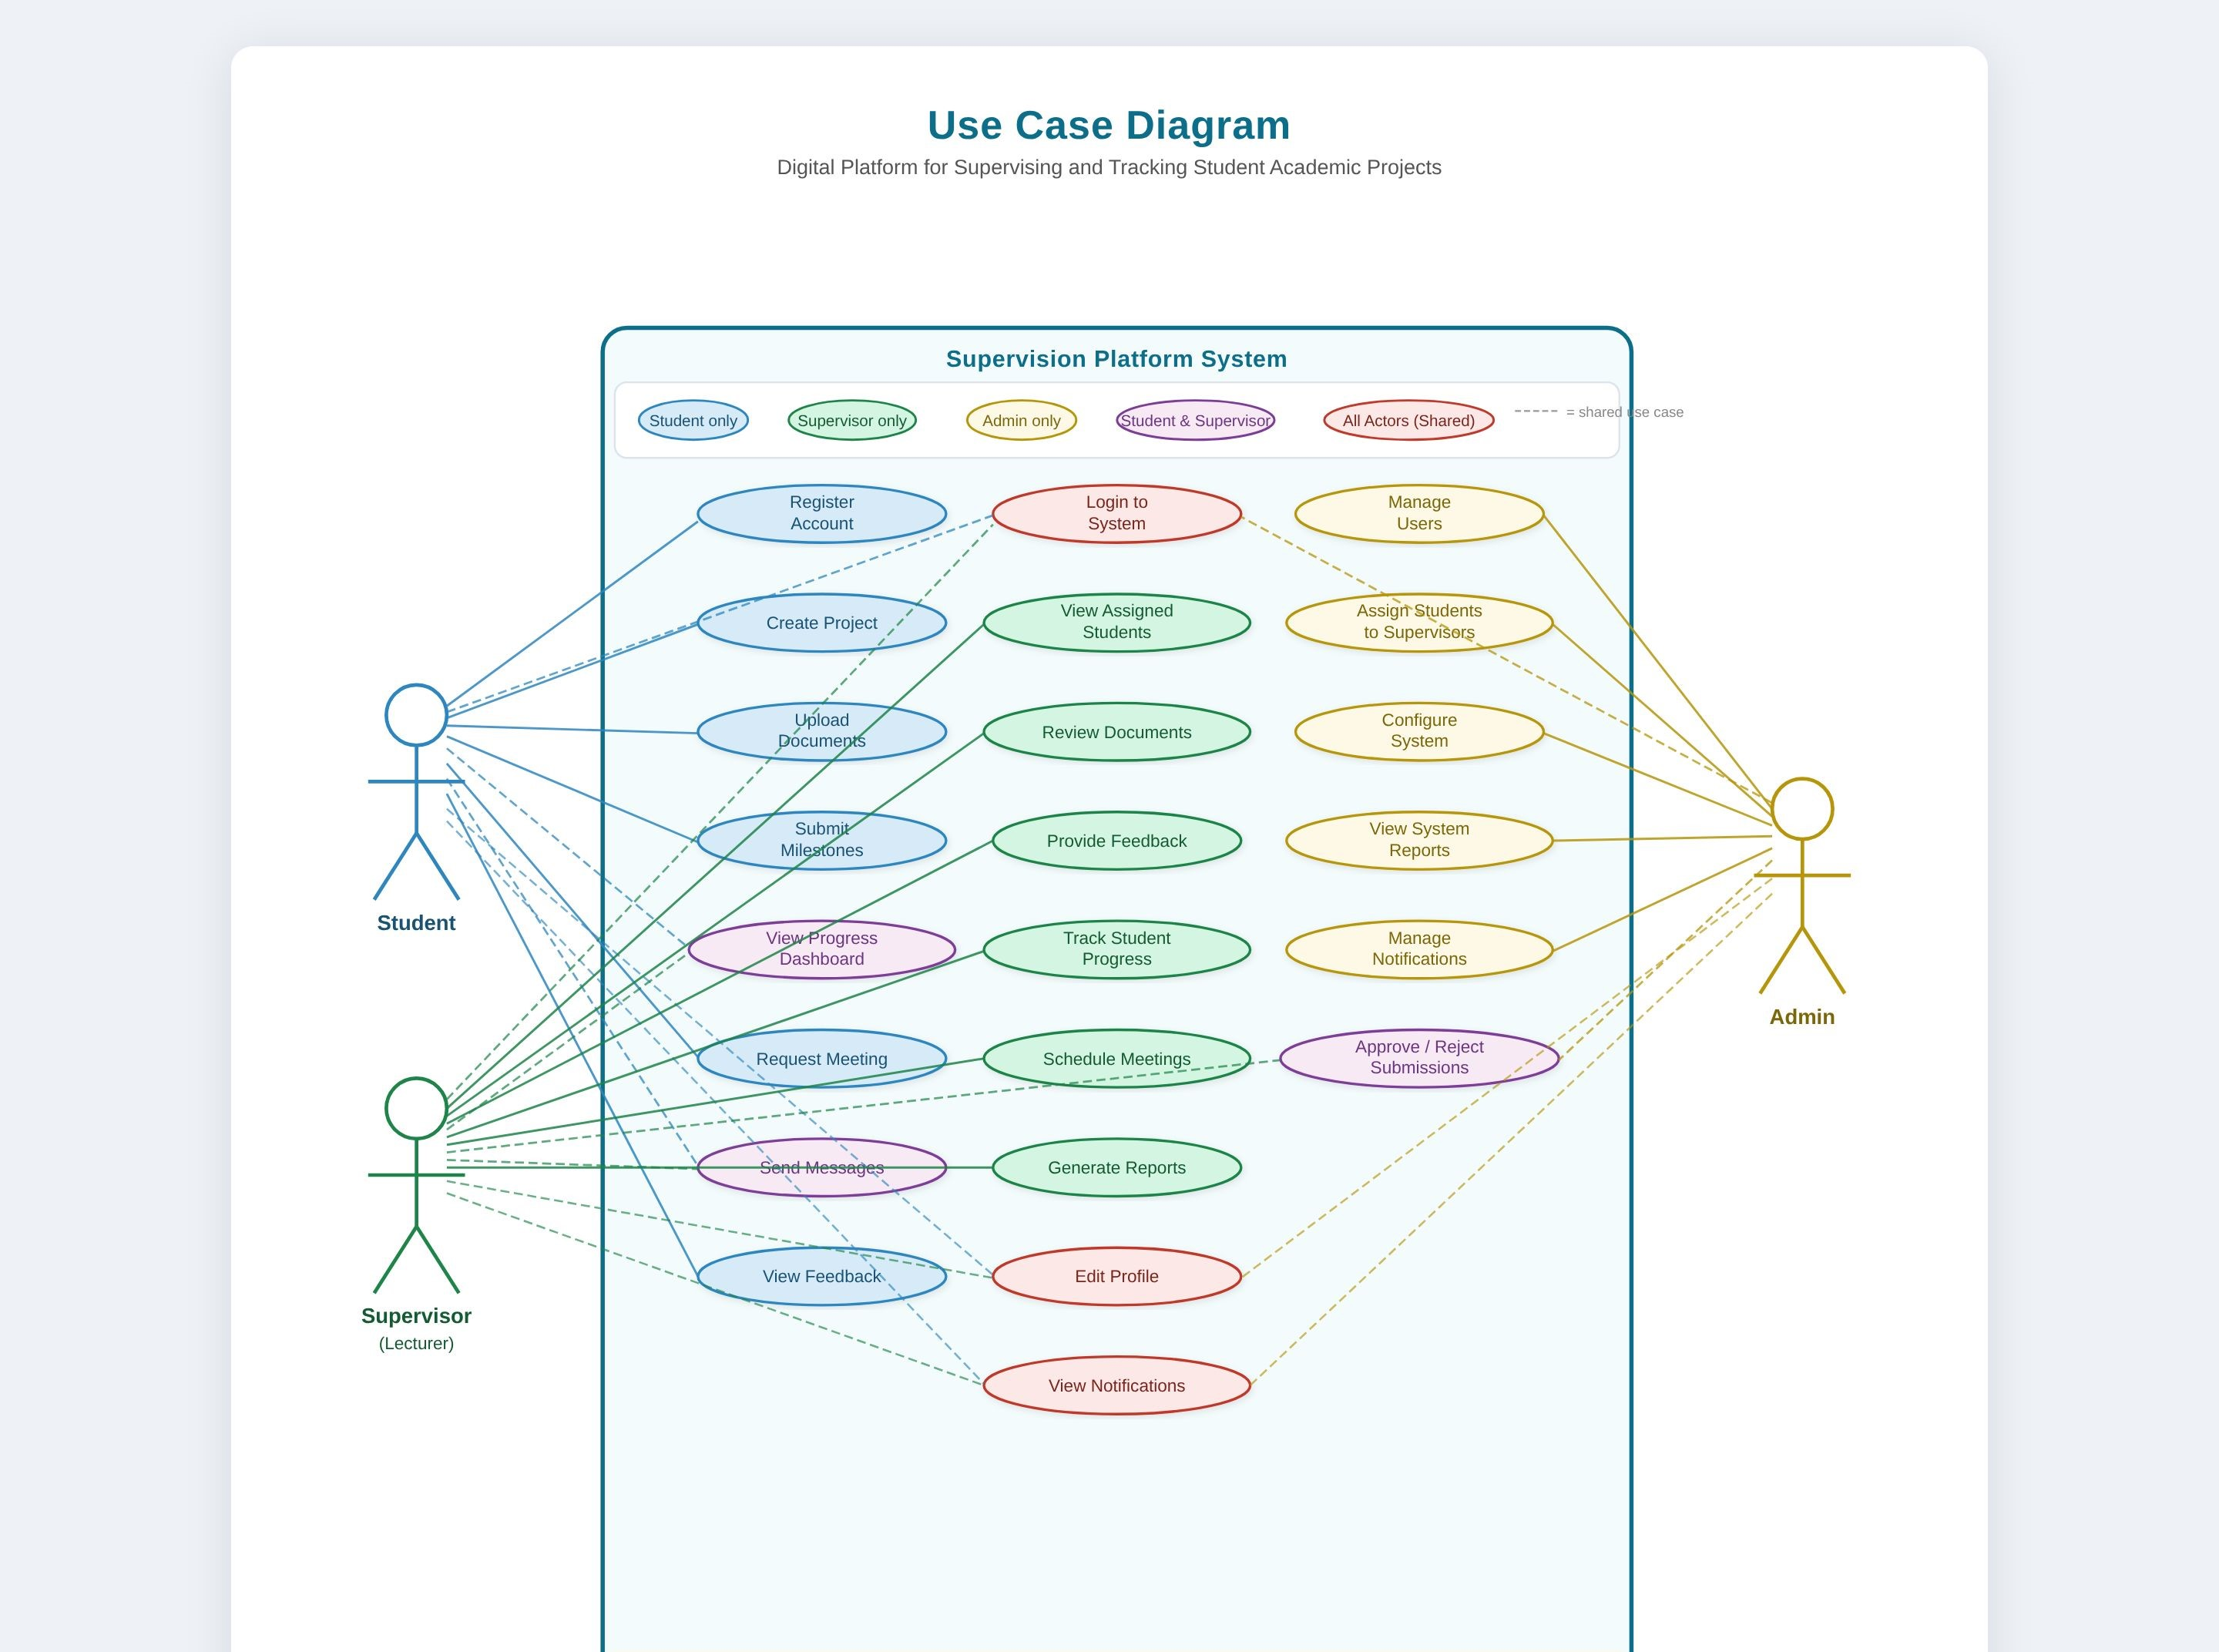 Use Case Diagram
Digital Platform for Supervising and Tracking Student Academic Projects
Supervision Platform System
Student only
Supervisor only
Admin only
Student & Supervisor
All Actors (Shared)
= shared use case
Register
Account
Login to
System
Manage
Users
Create Project
View Assigned
Students
Assign Students
to Supervisors
Upload
Documents
Review Documents
Configure
System
Submit
Milestones
Provide Feedback
View System
Reports
Student
View Progress
Dashboard
Track Student
Progress
Manage
Notifications
Admin
Request Meeting
Schedule Meetings
Approve / Reject
Submissions
Send Messages
Generate Reports
View Feedback
Edit Profile
Supervisor
(Lecturer)
View Notifications